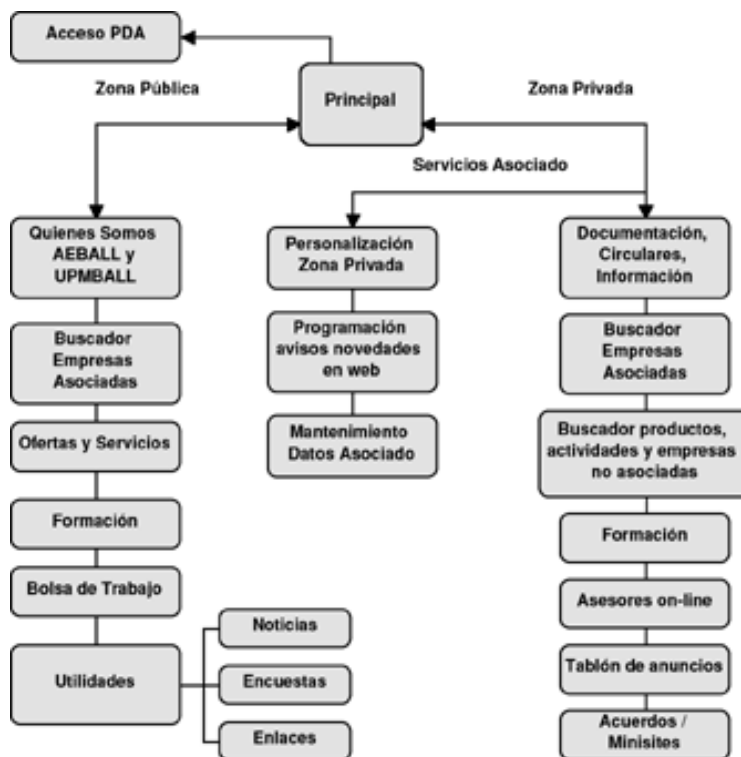 Acceso PDA
Zona Pública
Principal
Zona Privada
Servicios Asociado
Quienes Somos
AEBALL y
UPMBALL
Buscador
Empresas
Asociadas
Ofertas y Servicios
Formación
Bolsa de Trabajo
Utilidades
Noticias
Encuestas
Enlaces
Personalización
Zona Privada
Programación
avisos novedades
en web
Mantenimiento
Datos Asociado
Documentación,
Circulares,
Información
Buscador
Empresas
Asociadas
Buscador productos,
actividades y empresas
no asociadas
Formación
Asesores on-line
Tablón de anuncios
Acuerdos /
Minisites